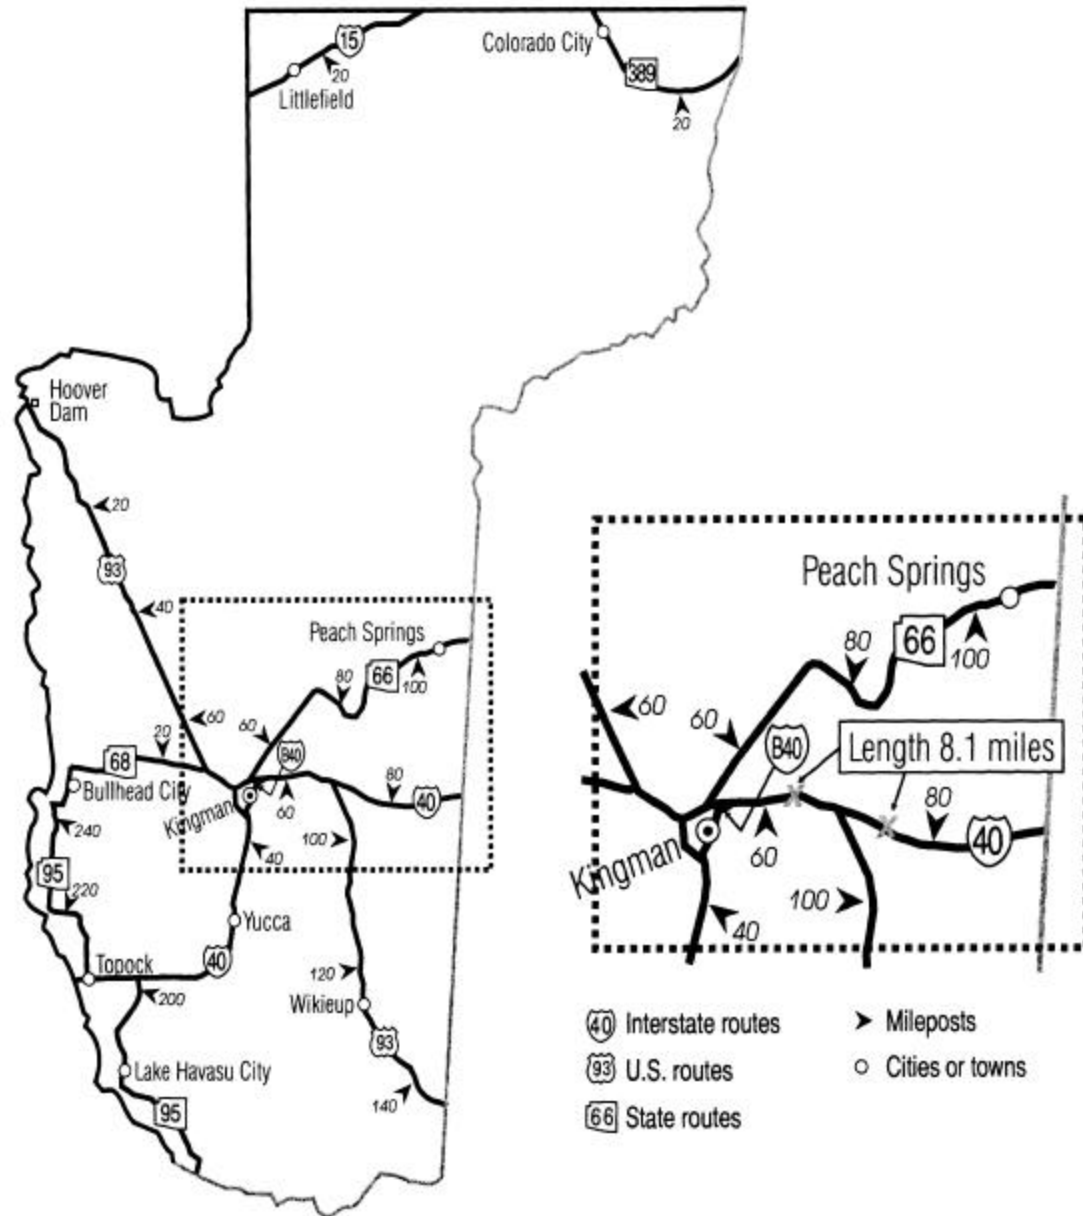 15
Colorado City
20
389
Littlefield
20
Hoover
Dam
20
93
40
Peach Springs
66
80
100
60
60
20
68
B40
Bullhead City
80
40
Kingman
60
240
100
40
95
220
Yucca
Topock
40
200
120
Wikieup
93
Lake Havasu City
140
95
Peach Springs
66
80
100
60
60
B40
Length 8.1 miles
80
40
Kingman
60
100
40
40 Interstate routes
Mileposts
93 U.S. routes
Cities or towns
66 State routes